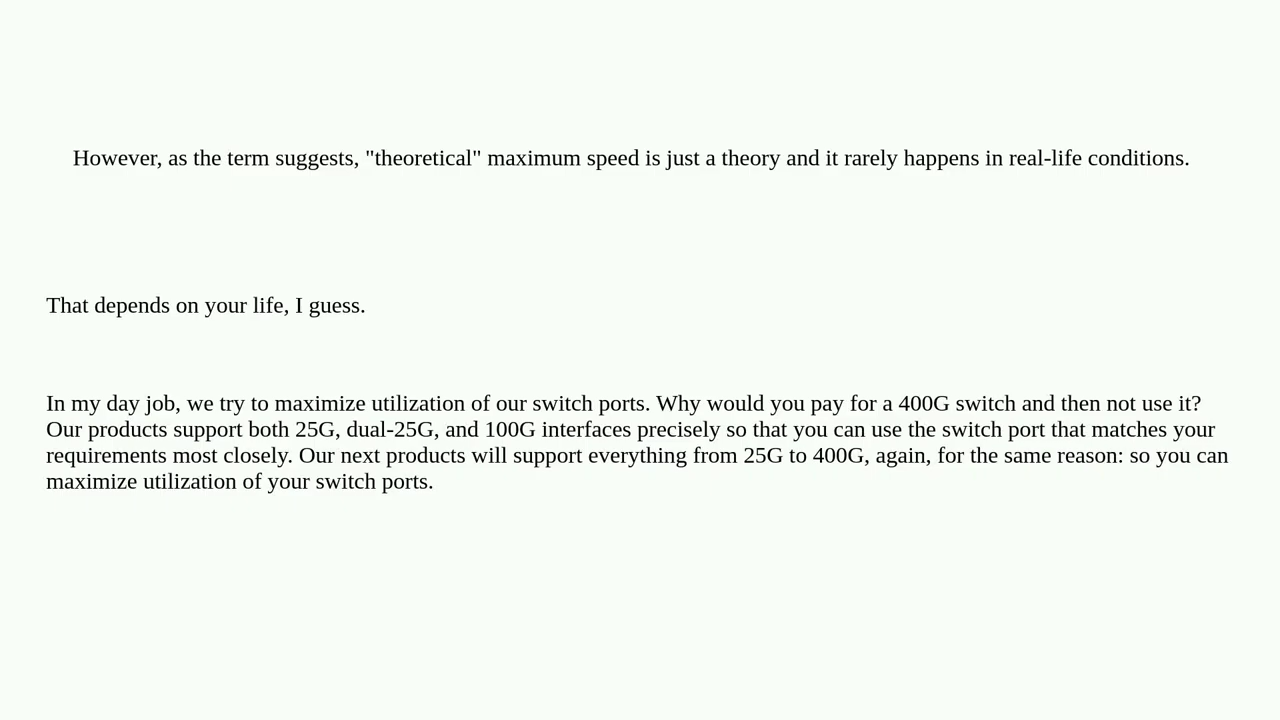 However, as the term suggests, "theoretical" maximum speed is just a theory and it rarely happens in real-life conditions.
That depends on your life, I guess.
In my day job, we try to maximize utilization of our switch ports. Why would you pay for a 400G switch and then not use it?
Our products support both 25G, dual-25G, and 100G interfaces precisely so that you can use the switch port that matches your
requirements most closely. Our next products will support everything from 25G to 400G, again, for the same reason: so you can
maximize utilization of your switch ports.